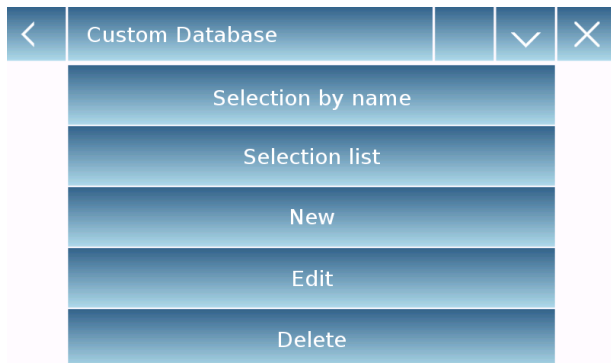 Custom Database
Selection by name
Selection list
New
Edit
Delete